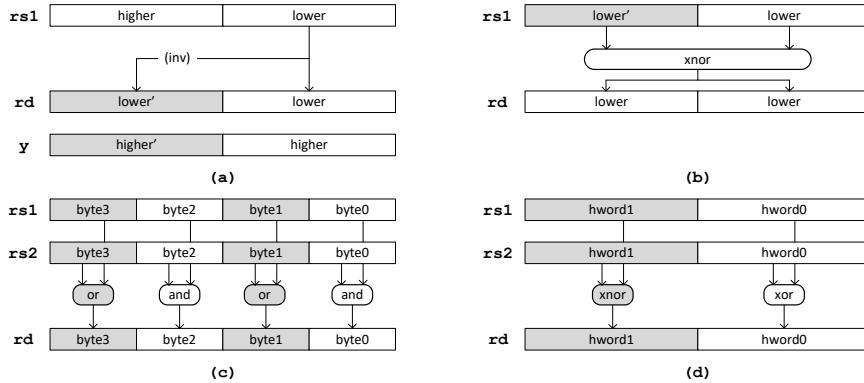 rs1 higher lower
(inv)
rd lower' lower
y higher' higher
(a)
rs1 lower' lower
xnor
rd lower lower
(b)
rs1 byte3 byte2 byte1 byte0
rs2 byte3 byte2 byte1 byte0
or and or and
rd byte3 byte2 byte1 byte0
(c)
rs1 hword1 hword0
rs2 hword1 hword0
xnor xor
rd hword1 hword0
(d)